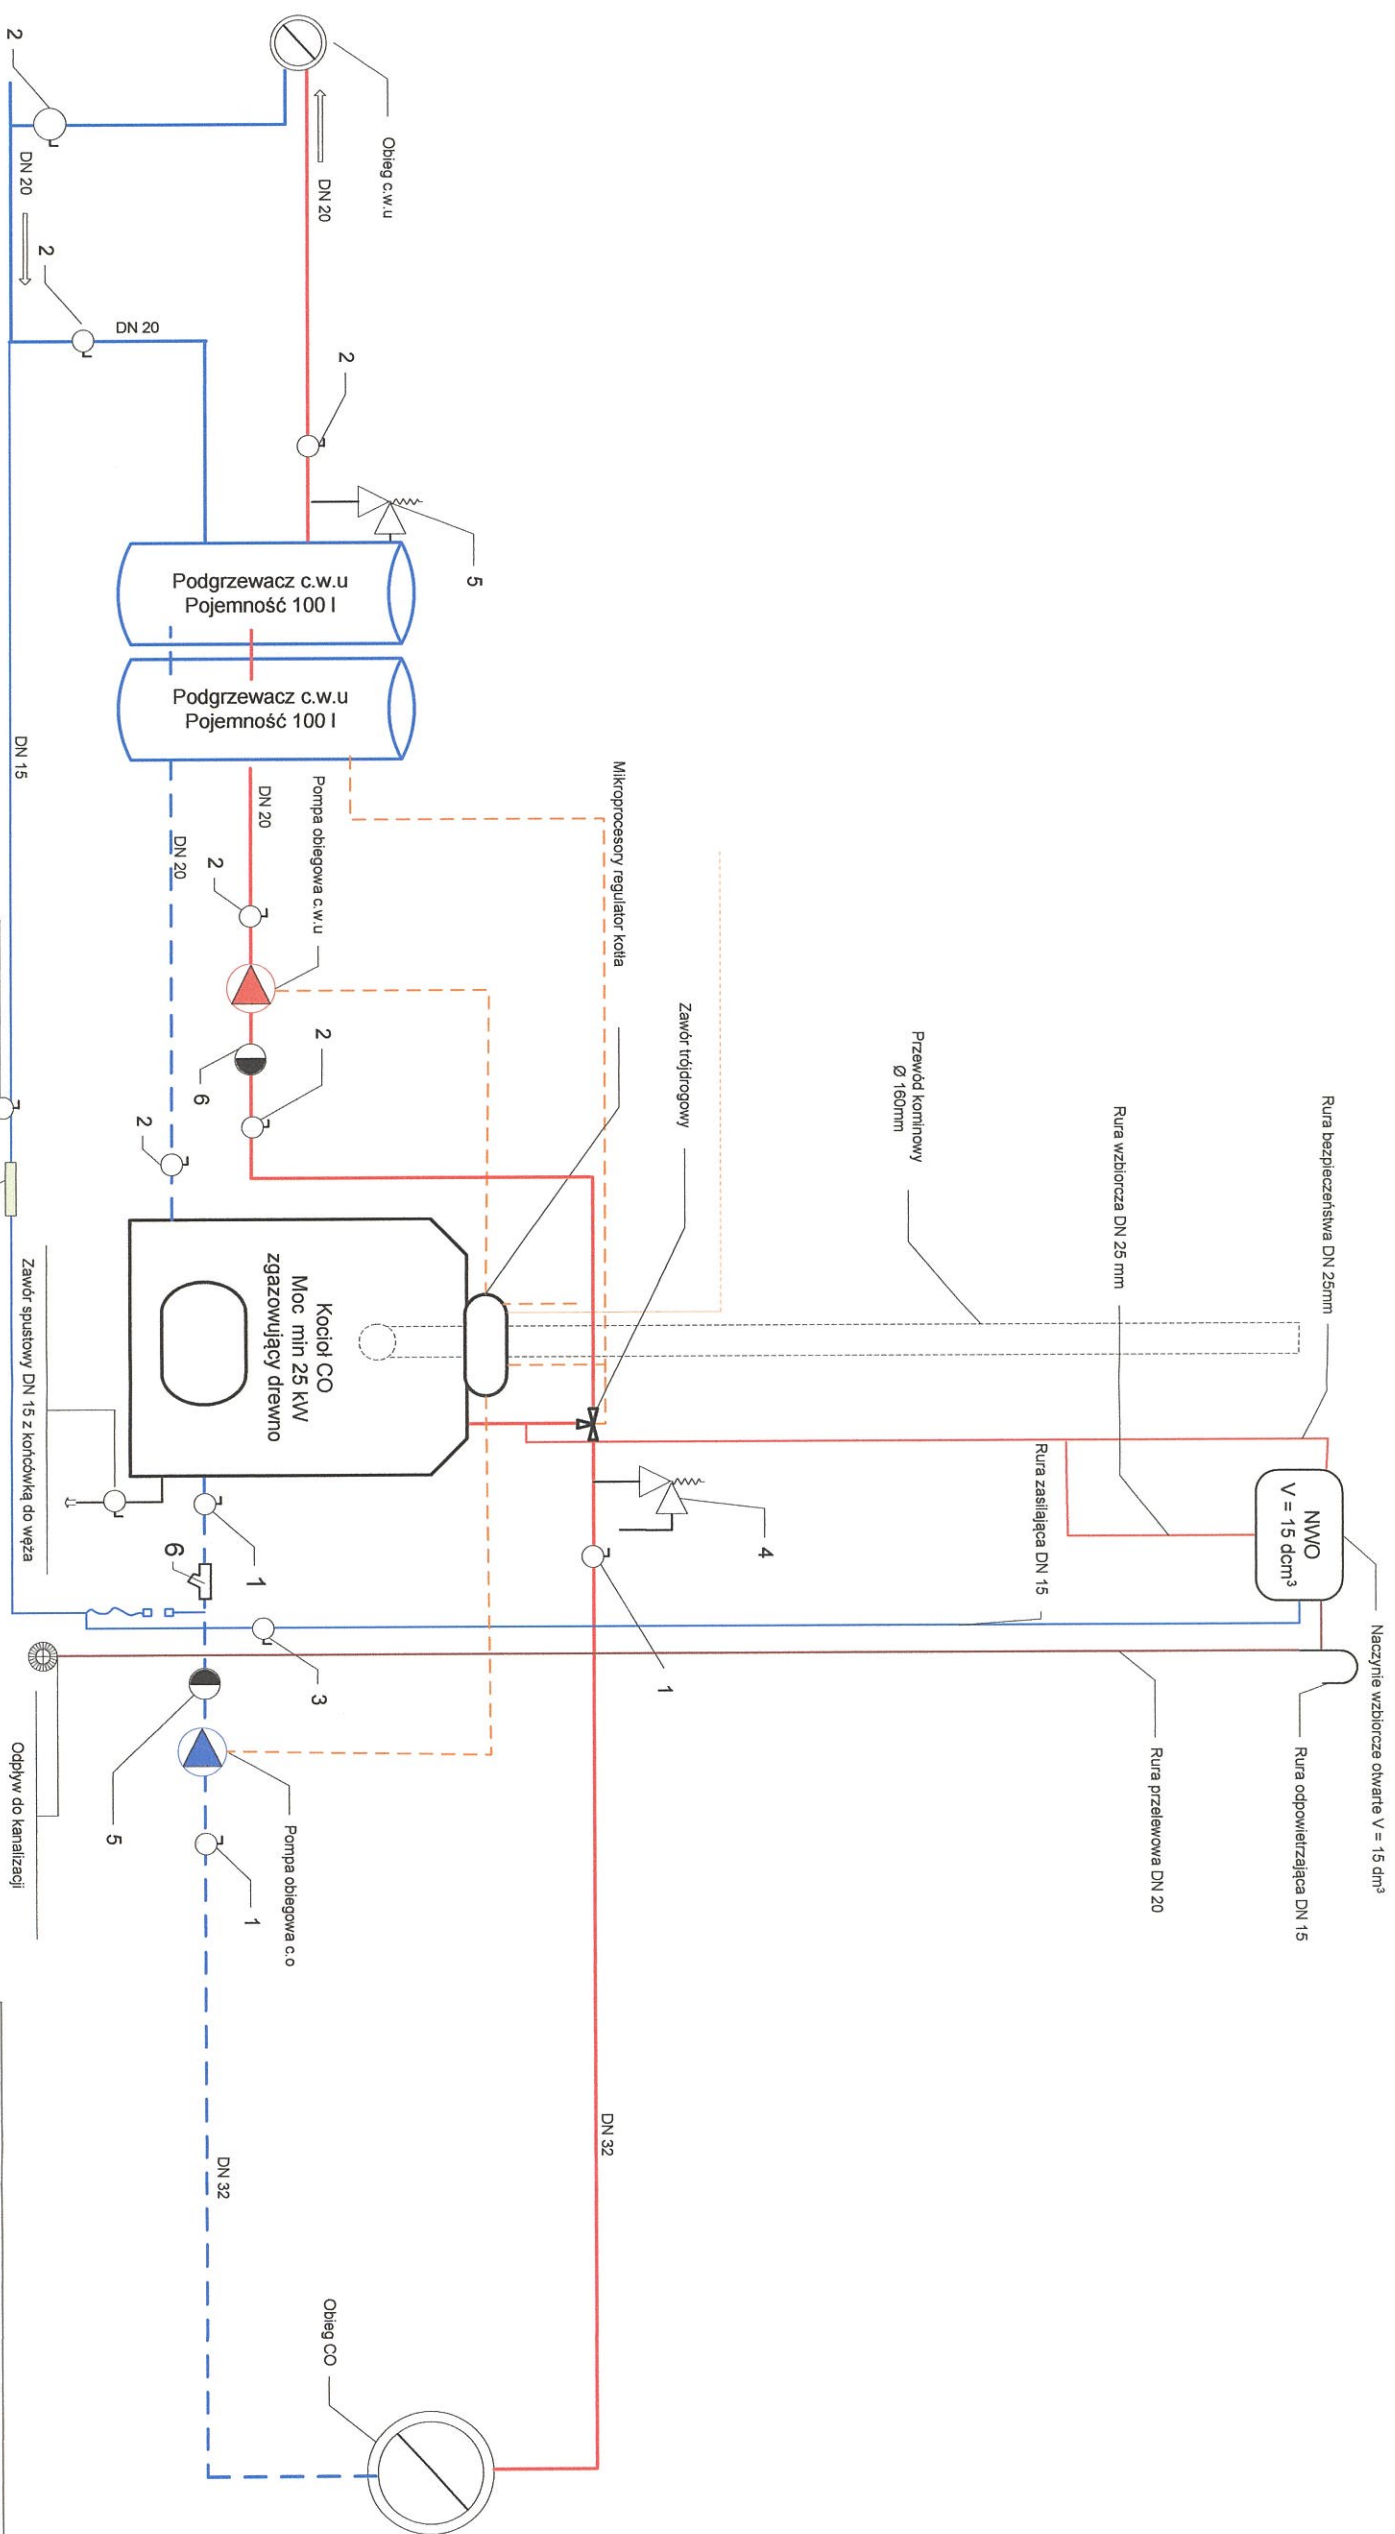 Obieg c.w.u
2
DN 20
DN 20
2
DN 20
2
5
Podgrzewacz c.w.u
Pojemność 100 l
Podgrzewacz c.w.u
Pojemność 100 l
DN 15
DN 20
DN 20
Pompa obiegowa c.w.u
2
6
2
2
Mikroprocesory regulator kotła
Zawór trójdrogowy
Przewód kominowy
Ø 160mm
Rura wzbiorcza DN 25 mm
Rura bezpieczeństwa DN 25mm
Kocioł CO
Moc min 25 kW
zgazowujący drewno
Zawór spustowy DN 15 z końcówką do węża
NWO
V = 15 dcm³
Naczynie wzbiorcze otwarte V = 15 dm³
Rura zasilająca DN 15
Rura odpowietrzająca DN 15
Rura przelewowa DN 20
4
1
1
6
3
5
1
Pompa obiegowa c.o
Odpływ do kanalizacji
DN 32
DN 32
Obieg CO